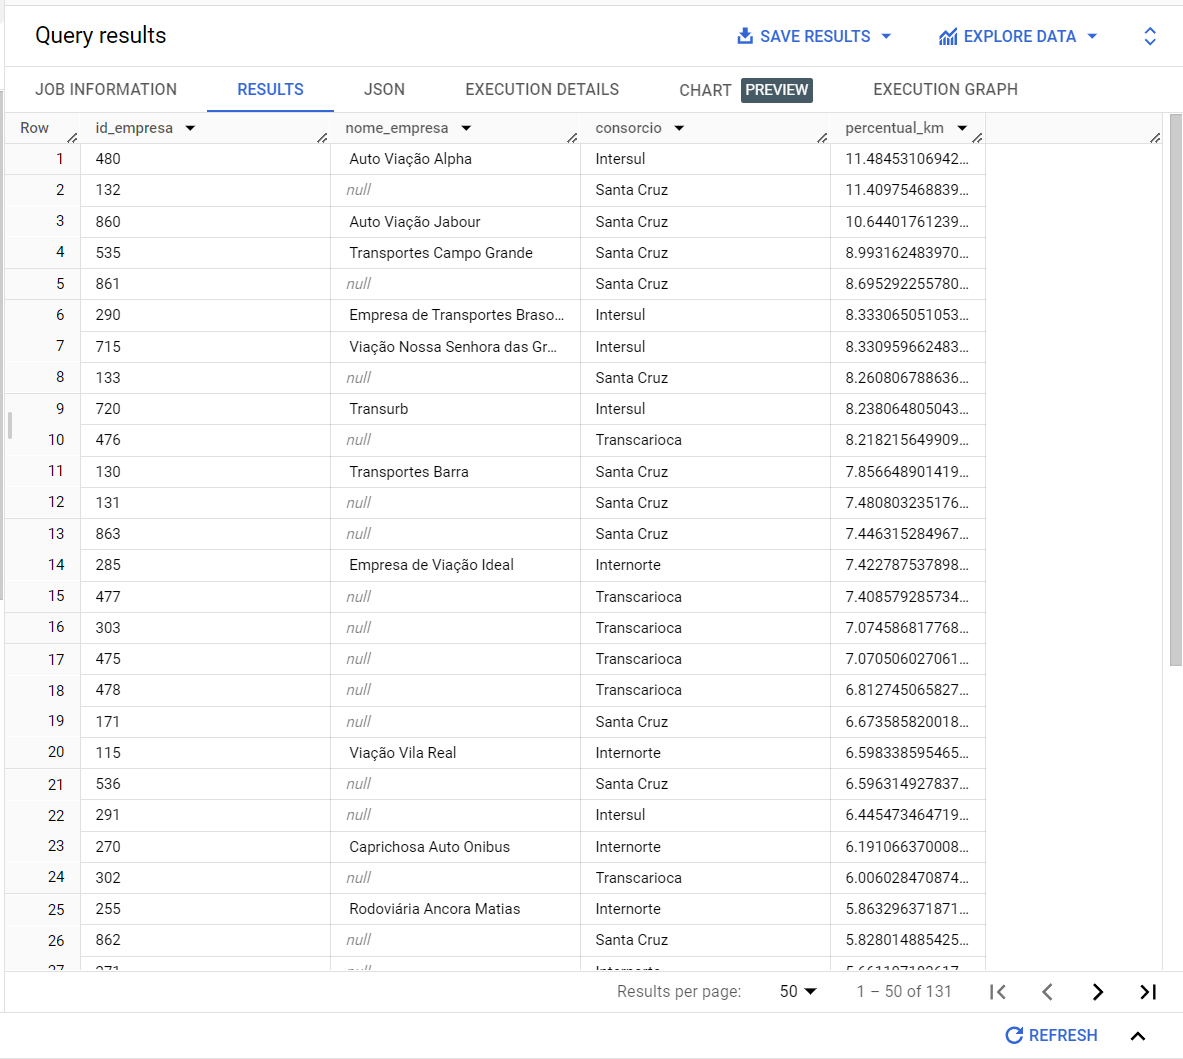 Query results SAVE RESULTS EXPLORE DATA
JOB INFORMATION RESULTS JSON EXECUTION DETAILS CHART PREVIEW EXECUTION GRAPH
Row id_empresa nome_empresa consorcio percentual_km
1 480 Auto Viação Alpha Intersul 11.48453106942...
2 132 null Santa Cruz 11.40975468839...
3 860 Auto Viação Jabour Santa Cruz 10.64401761239...
4 535 Transportes Campo Grande Santa Cruz 8.993162483970...
5 861 null Santa Cruz 8.695292255780...
6 290 Empresa de Transportes Braso... Intersul 8.333065051053...
7 715 Viação Nossa Senhora das Gr... Intersul 8.330959662483...
8 133 null Santa Cruz 8.260806788636...
9 720 Transurb Intersul 8.238064805043...
10 476 null Transcarioca 8.218215649909...
11 130 Transportes Barra Santa Cruz 7.856648901419...
12 131 null Santa Cruz 7.480803235176...
13 863 null Santa Cruz 7.446315284967...
14 285 Empresa de Viação Ideal Internorte 7.422787537898...
15 477 null Transcarioca 7.408579285734...
16 303 null Transcarioca 7.074586817768...
17 475 null Transcarioca 7.070506027061...
18 478 null Transcarioca 6.812745065827...
19 171 null Santa Cruz 6.673585820018...
20 115 Viação Vila Real Internorte 6.598338595465...
21 536 null Santa Cruz 6.596314927837...
22 291 null Intersul 6.445473464719...
23 270 Caprichosa Auto Onibus Internorte 6.191066370008...
24 302 null Transcarioca 6.006028470874...
25 255 Rodoviária Ancora Matias Internorte 5.863296371871...
26 862 null Santa Cruz 5.828014885425...
27 271 null Internorte
Results per page: 50 1 – 50 of 131
REFRESH